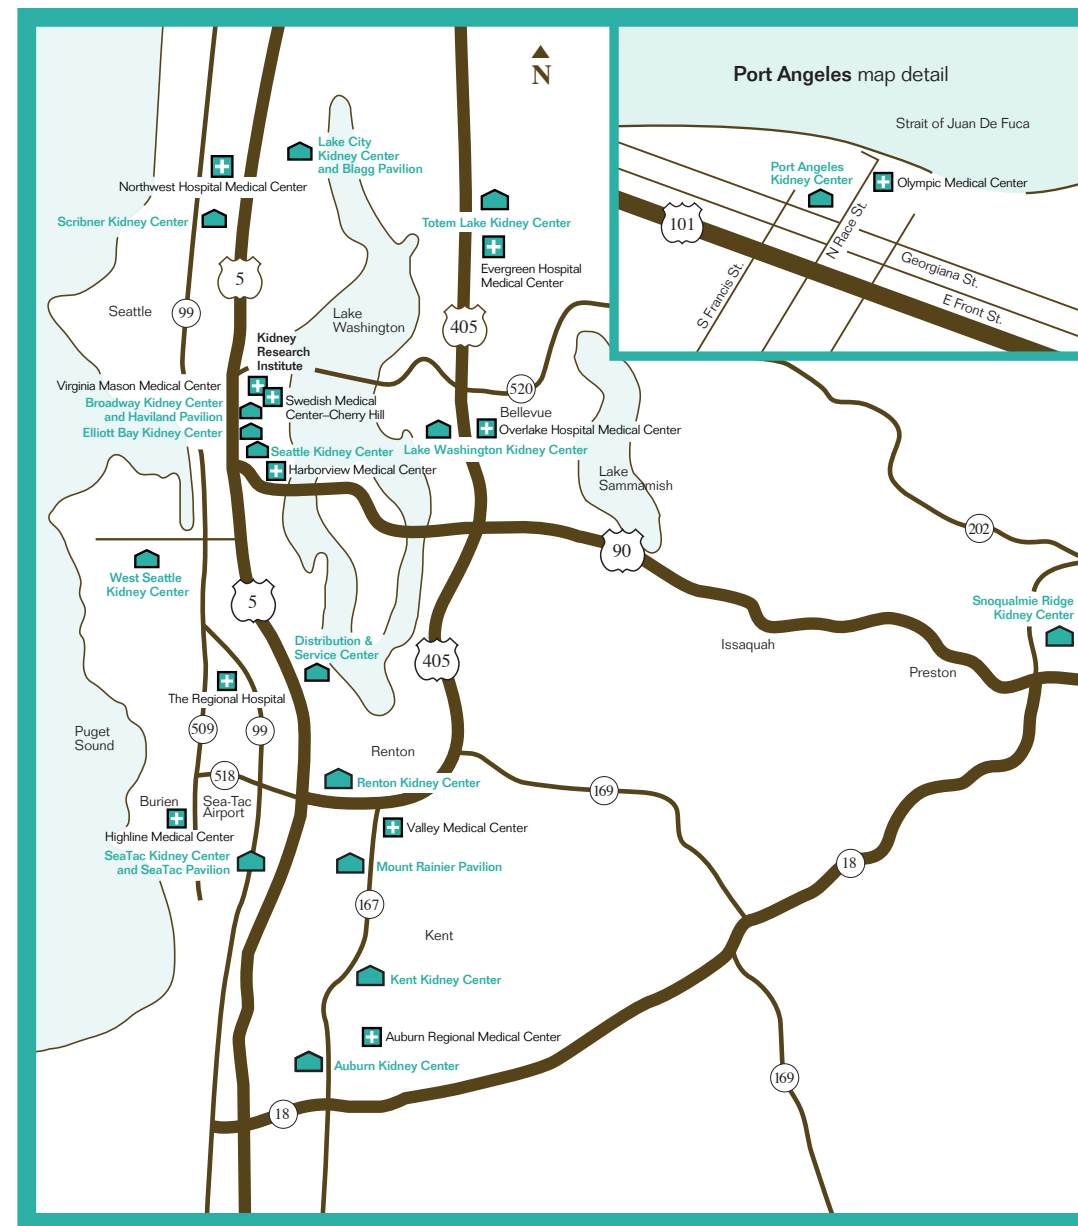 N
Port Angeles map detail
Strait of Juan De Fuca
Port Angeles
Kidney Center
Olympic Medical Center
101
N Race St.
S Francis St.
Georgiana St.
E Front St.
Lake City
Kidney Center
and Blagg Pavilion
Northwest Hospital Medical Center
Scribner Kidney Center
Totem Lake Kidney Center
Evergreen Hospital
Medical Center
5
99
Seattle
Lake
Washington
405
Kidney
Research
Institute
Virginia Mason Medical Center
Swedish Medical
Center–Cherry Hill
Broadway Kidney Center
and Haviland Pavilion
Elliott Bay Kidney Center
Seattle Kidney Center
Harborview Medical Center
520
Bellevue
Overlake Hospital Medical Center
Lake Washington Kidney Center
Lake
Sammamish
202
90
West Seattle
Kidney Center
5
Snoqualmie Ridge
Kidney Center
Issaquah
Preston
Distribution &
Service Center
405
The Regional Hospital
509
99
Puget
Sound
518
Renton
Renton Kidney Center
169
Burien
Sea-Tac
Airport
Highline Medical Center
Valley Medical Center
SeaTac Kidney Center
and SeaTac Pavilion
Mount Rainier Pavilion
18
167
Kent
Kent Kidney Center
Auburn Regional Medical Center
Auburn Kidney Center
169
18